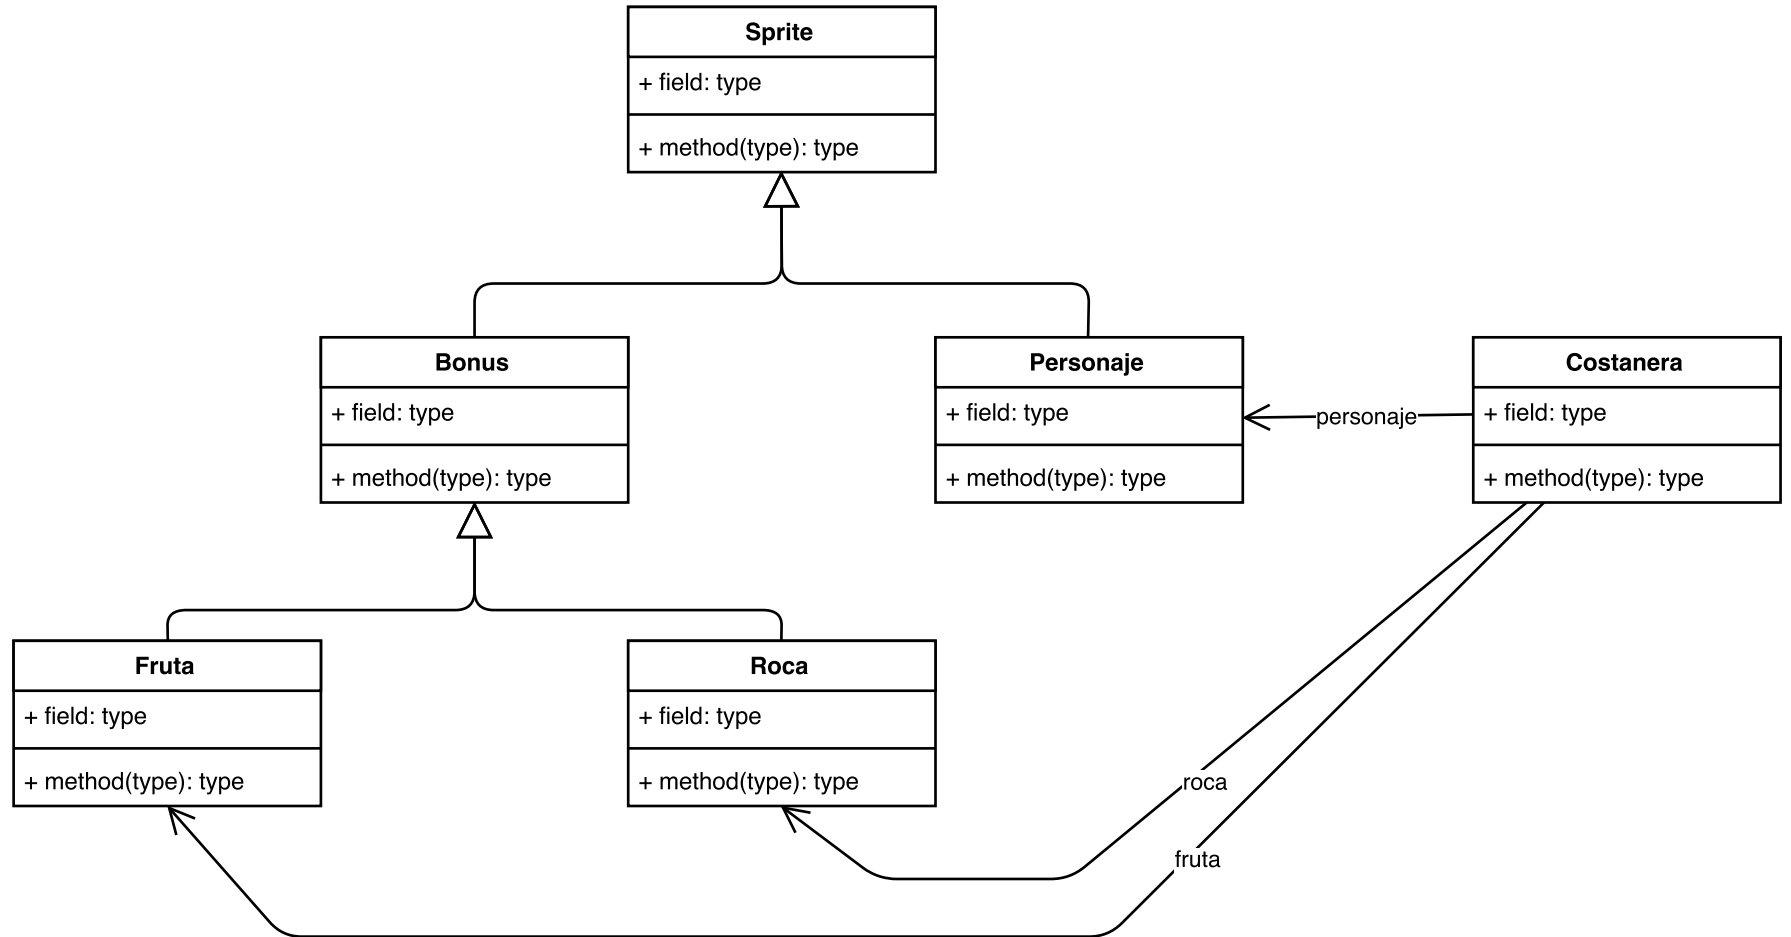 Sprite
+ field: type
+ method(type): type
Bonus
+ field: type
+ method(type): type
Personaje
+ field: type
+ method(type): type
personaje
Costanera
+ field: type
+ method(type): type
Fruta
+ field: type
+ method(type): type
Roca
+ field: type
+ method(type): type
roca
fruta